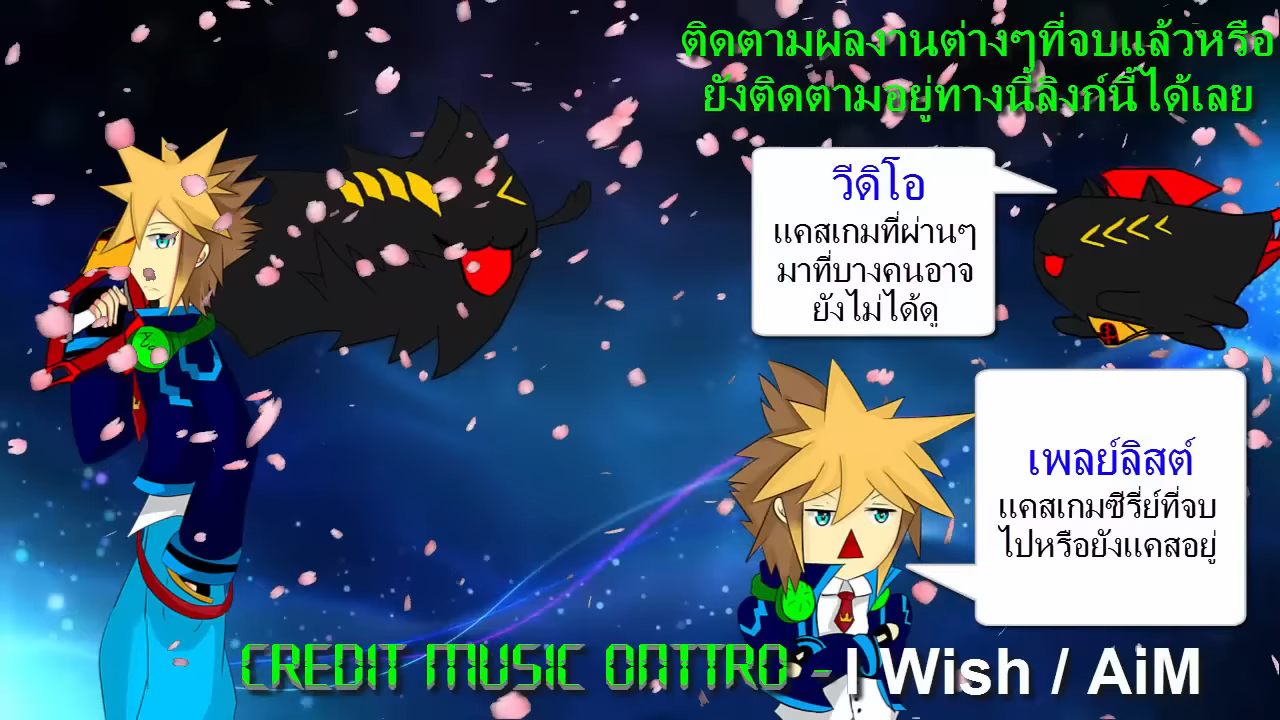 ติดตามผลงานต่างๆที่จบแล้วหรือ
ยังติดตามอยู่ทางนี้ลิงก์นี้ได้เลย
วีดิโอ
แคสเกมที่ผ่านๆ
มาที่บางคนอาจ
ยังไม่ได้ดู
เพลย์ลิสต์
แคสเกมซีรี่ย์ที่จบ
ไปหรือยังแคสอยู่
CREDIT MUSIC ONTTRO - I Wish / AiM